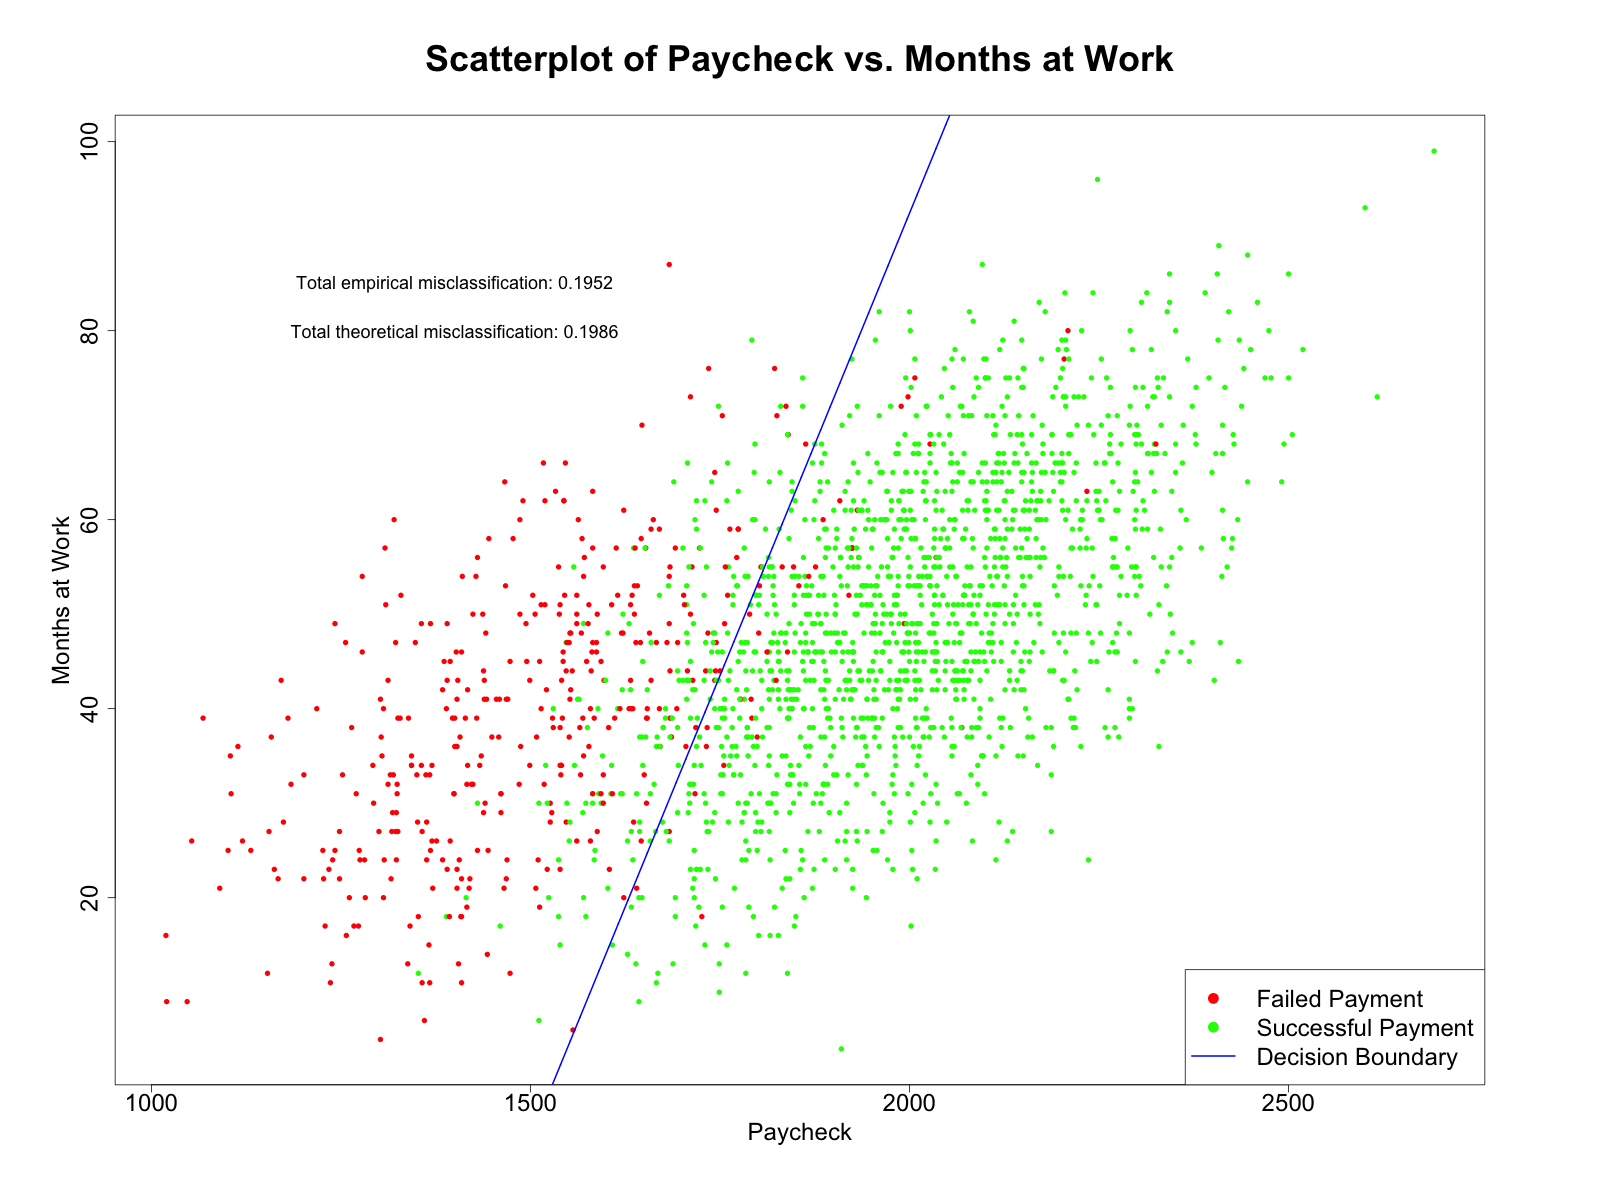 Scatterplot of Paycheck vs. Months at Work
100
80
60
40
20
Months at Work
Total empirical misclassification: 0.1952
Total theoretical misclassification: 0.1986
Failed Payment
Successful Payment
Decision Boundary
1000 1500 2000 2500
Paycheck